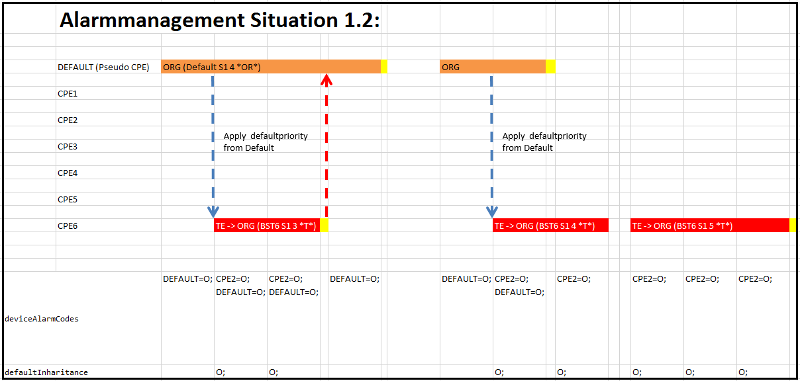 Alarmmanagement Situation 1.2:
DEFAULT (Pseudo CPE) ORG (Default S1 4 *OR*) ORG
CPE1
CPE2
Apply defaultpriority Apply defaultpriority
CPE3 from Default from Default
CPE4
CPE5
CPE6 TE -> ORG (BST6 S1 3 *T*) TE -> ORG (BST6 S1 4 *T*) TE -> ORG (BST6 S1 5 *T*)
DEFAULT=O; CPE2=O; CPE2=O; DEFAULT=O; DEFAULT=O; CPE2=O; CPE2=O; CPE2=O; CPE2=O; CPE2=O;
DEFAULT=O; DEFAULT=O; DEFAULT=O;
deviceAlarmCodes
defaultInharitance O; O; O; O; O; O; O;